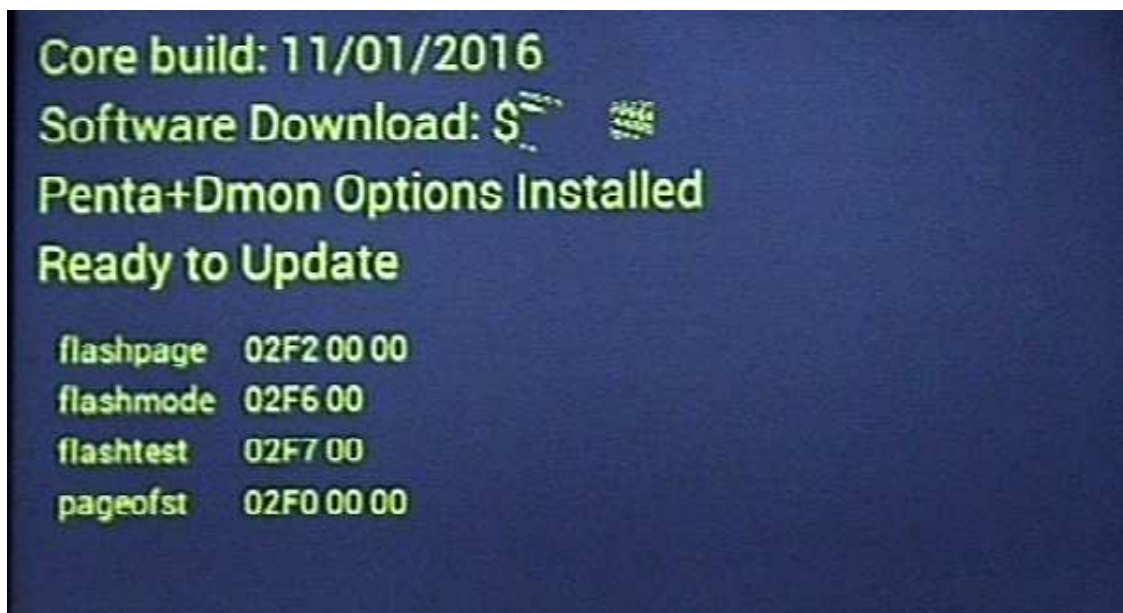 Core build: 11/01/2016
Software Download: $
Penta+Dmon Options Installed
Ready to Update
flashpage 02F2 00 00
flashmode 02F6 00
flashtest 02F7 00
pageofst 02F0 00 00